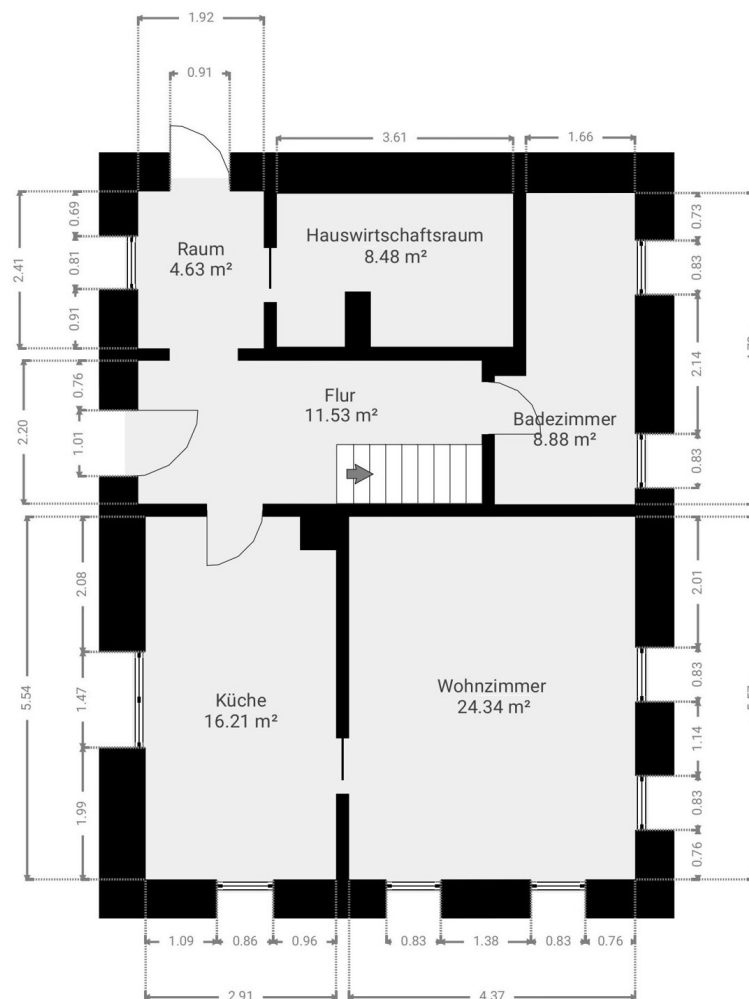 1.92
0.91
3.61
1.66
0.69
0.81
0.91
2.41
Raum
4.63 m²
Hauswirtschaftsraum
8.48 m²
0.73
0.83
2.14
0.83
0.76
1.01
2.20
Flur
11.53 m²
Badezimmer
8.88 m²
2.08
1.47
1.99
5.54
Küche
16.21 m²
Wohnzimmer
24.34 m²
2.01
0.83
1.14
0.83
0.76
1.09
0.86
0.96
0.83
1.38
0.83
0.76
2.91
4.37